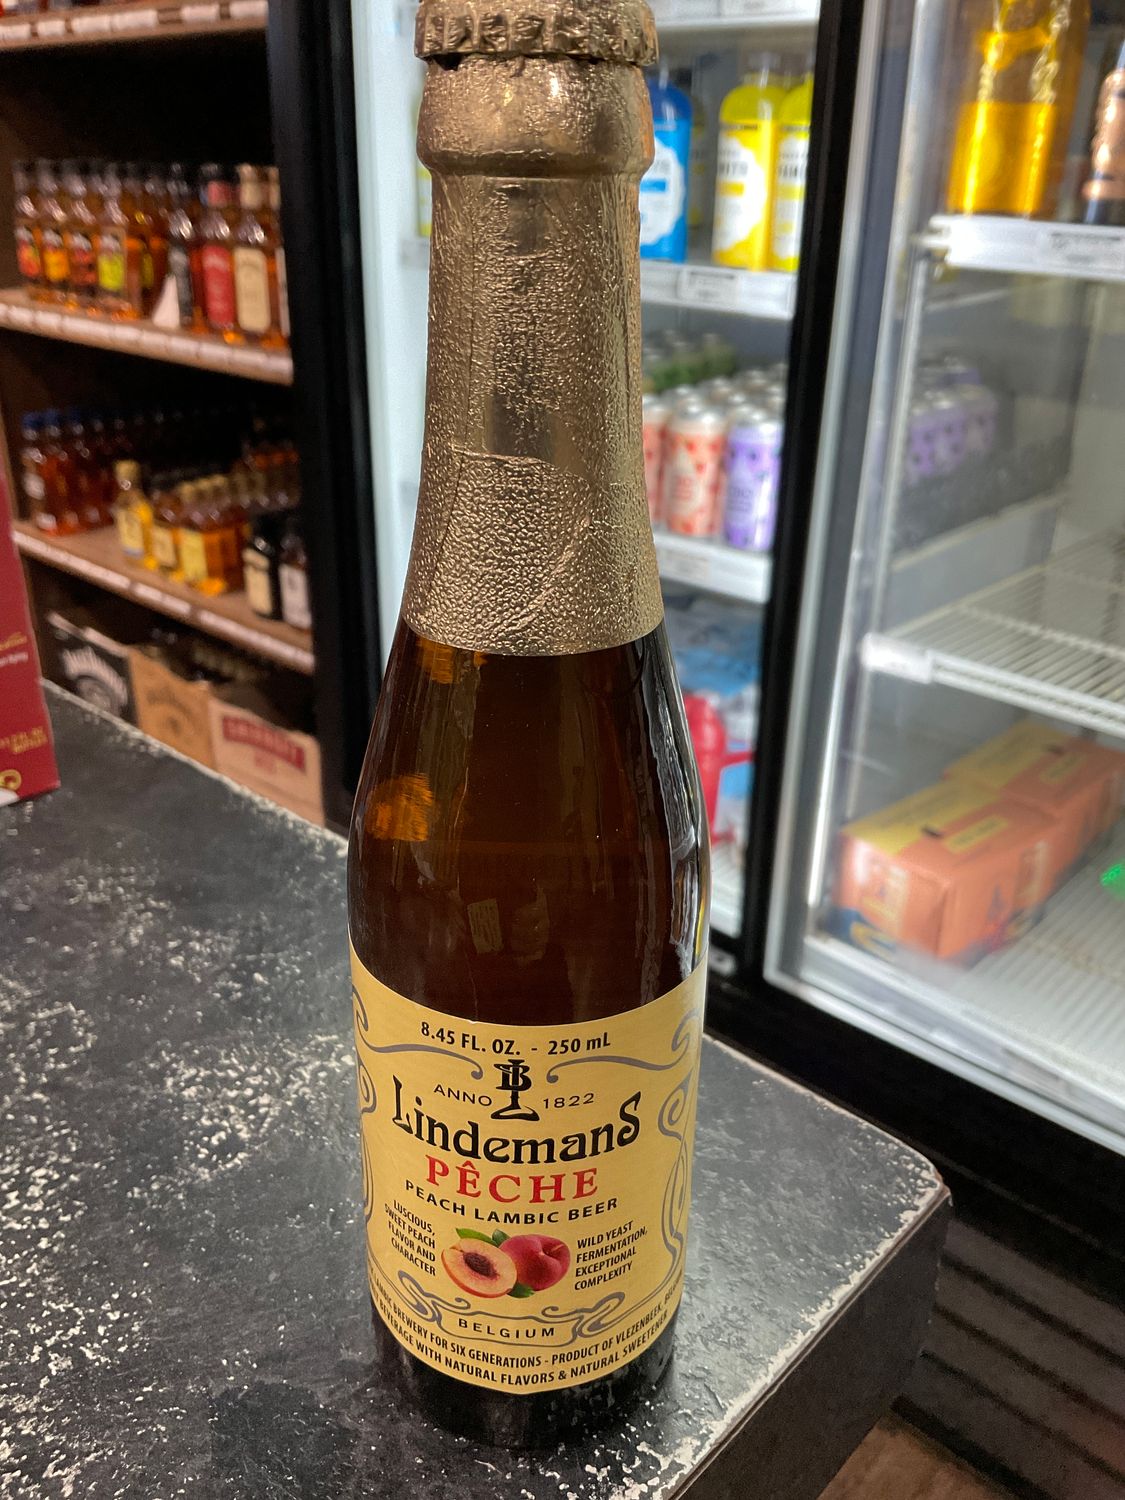 8.45 FL. OZ. - 250 mL
B
ANNO 1822
LindemanS
PÊCHE
PEACH LAMBIC BEER
LUSCIOUS,
SWEET PEACH
FLAVOR AND
CHARACTER
WILD YEAST
FERMENTATION,
EXCEPTIONAL
COMPLEXITY
BELGIUM
LAMBIC BREWERY FOR SIX GENERATIONS - PRODUCT OF VLEZENBEEK,
BEVERAGE WITH NATURAL FLAVORS & NATURAL SWEETENER